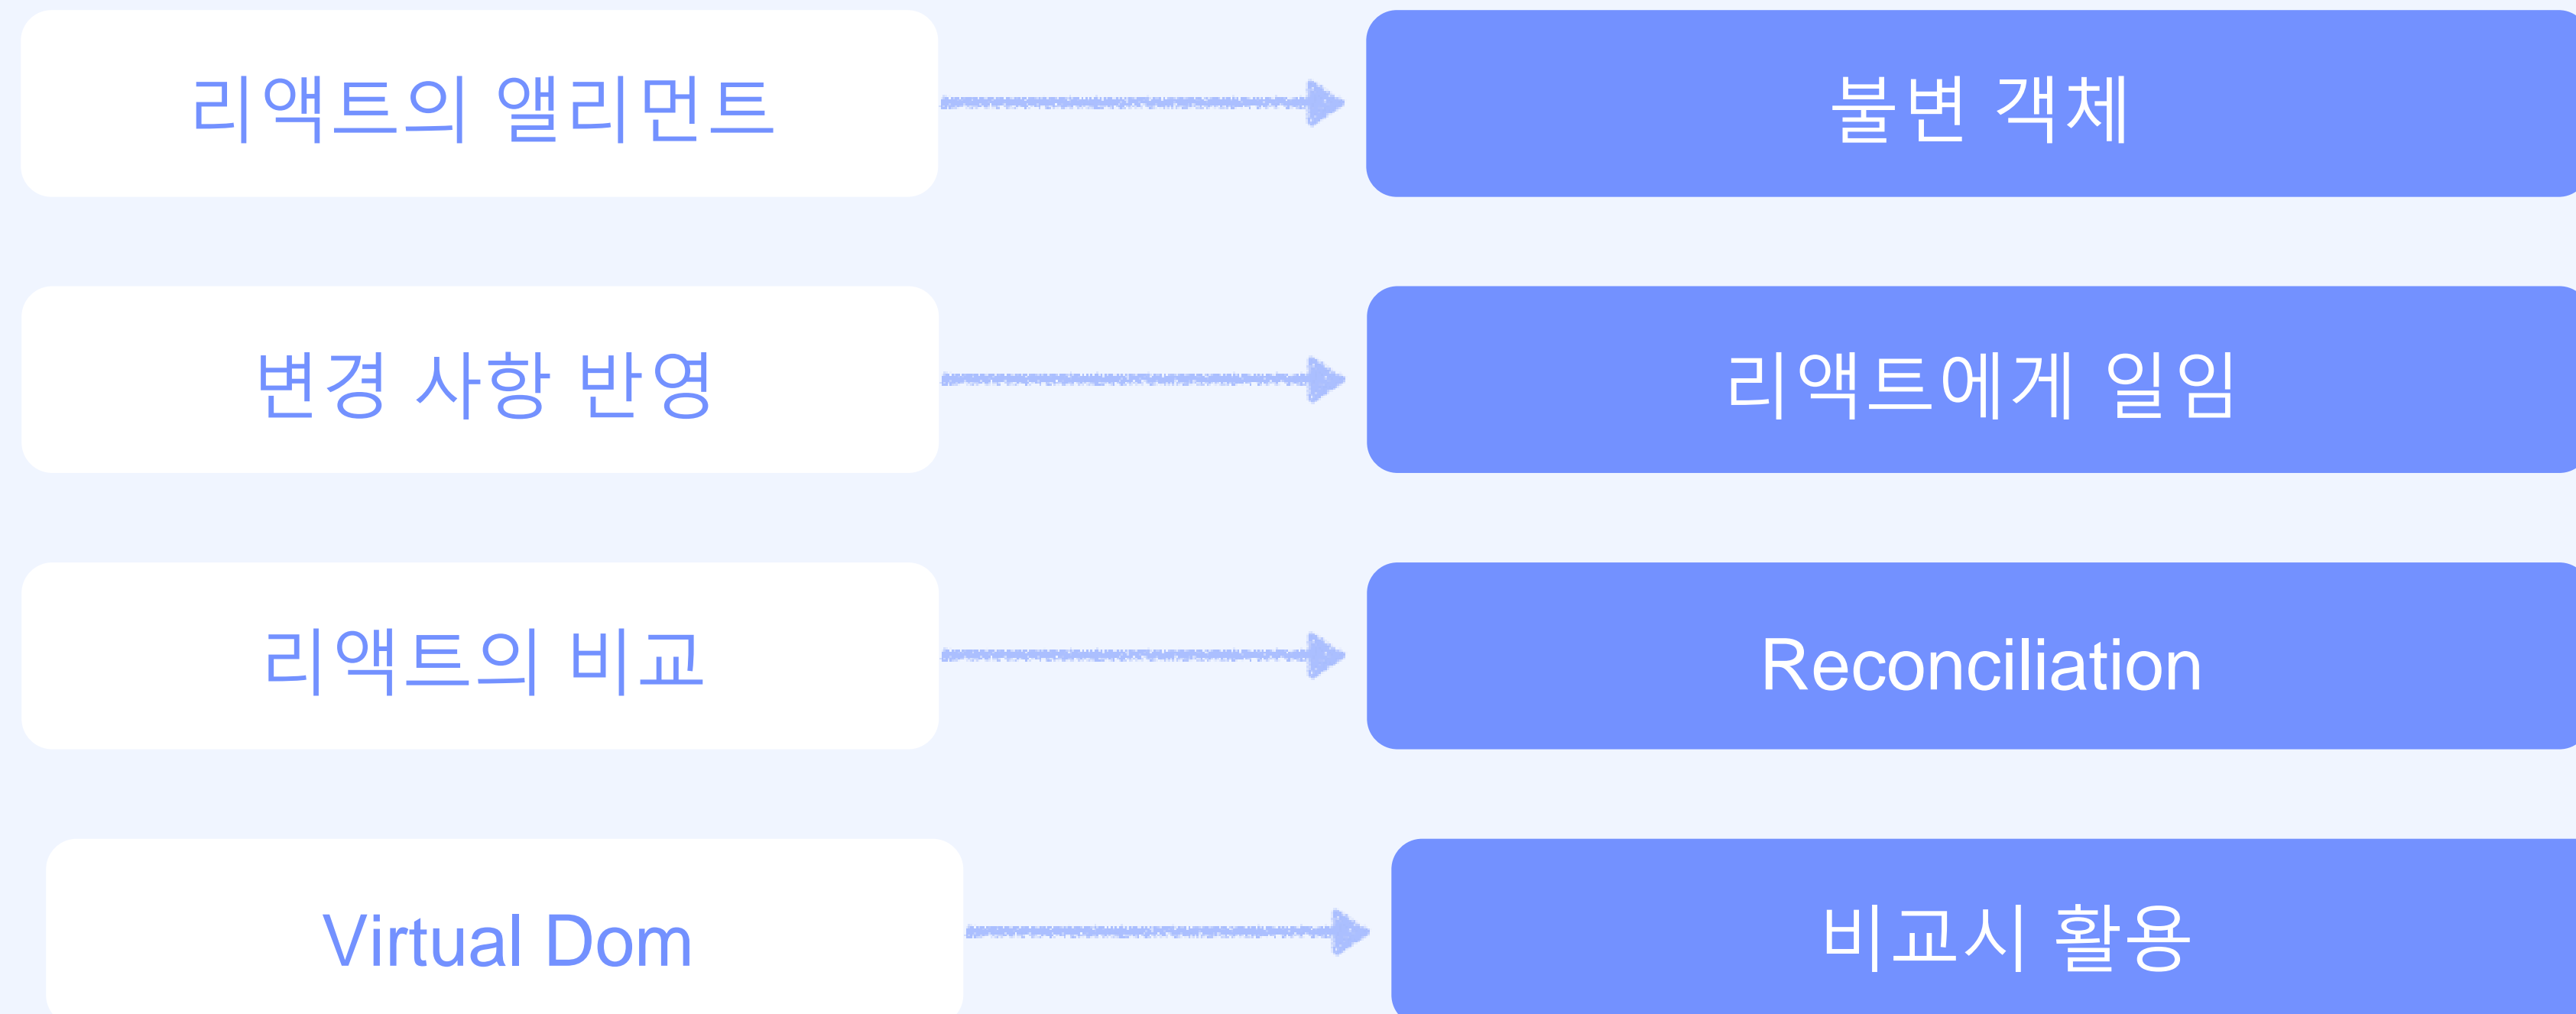 리액트의 앨리먼트
불변 객체
변경 사항 반영
리액트에게 일임
리액트의 비교
Reconciliation
Virtual Dom
비교시 활용